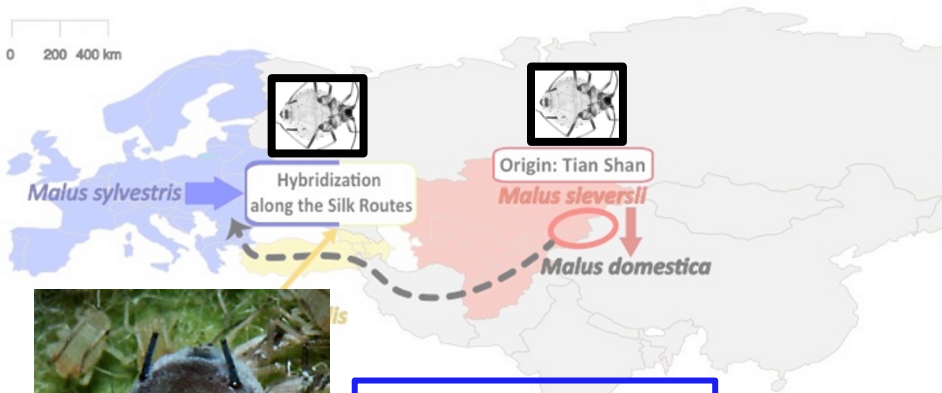 0 200 400 km
Origin: Tian Shan
Malus sieversii
Malus sylvestris
Hybridization
along the Silk Routes
Malus domestica